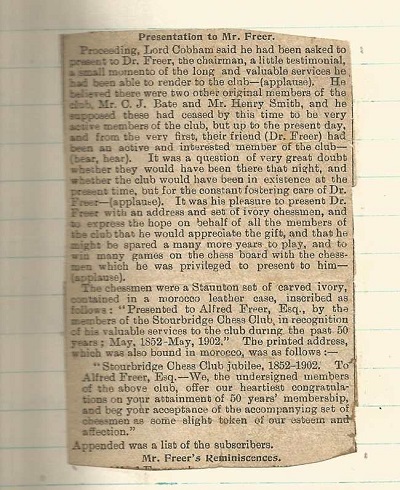 Presentation to Mr. Freer.
Proceeding, Lord Cobham said he had been asked to
present to Dr. Freer, the chairman, a little testimonial,
a small momento of the long and valuable services he
had been able to render to the club—(applause). He
believed there were two other original members of the
club, Mr. C. J. Bate and Mr. Henry Smith, and he
supposed these had ceased by this time to be very
active members of the club, but up to the present day,
and from the very first, their friend (Dr. Freer) had
been an active and interested member of the club—
(hear, hear). It was a question of very great doubt
whether they would have been there that night, and
whether the club would have been in existence at the
present time, but for the constant fostering care of Dr.
Freer—(applause). It was his pleasure to present Dr.
Freer with an address and set of ivory chessmen, and
to express the hope on behalf of all the members of
the club that he would appreciate the gift, and that he
might be spared a many more years to play, and to
win many games on the chess board with the chess-
men which he was privileged to present to him—
(applause).
The chessmen were a Staunton set of carved ivory,
contained in a morocco leather case, inscribed as
follows: "Presented to Alfred Freer, Esq., by the
members of the Stourbridge Chess Club, in recognition
of his valuable services to the club during the past 50
years; May, 1852-May, 1902." The printed address,
which was also bound in morocco, was as follows:—
"Stourbridge Chess Club jubilee, 1852-1902. To
Alfred Freer, Esq.—We, the undersigned members
of the above club, offer our heartiest congratula-
tions on your attainment of 50 years' membership,
and beg your acceptance of the accompanying set of
chessmen as some slight token of our esteem and
affection."
Appended was a list of the subscribers.
Mr. Freer's Reminiscences.